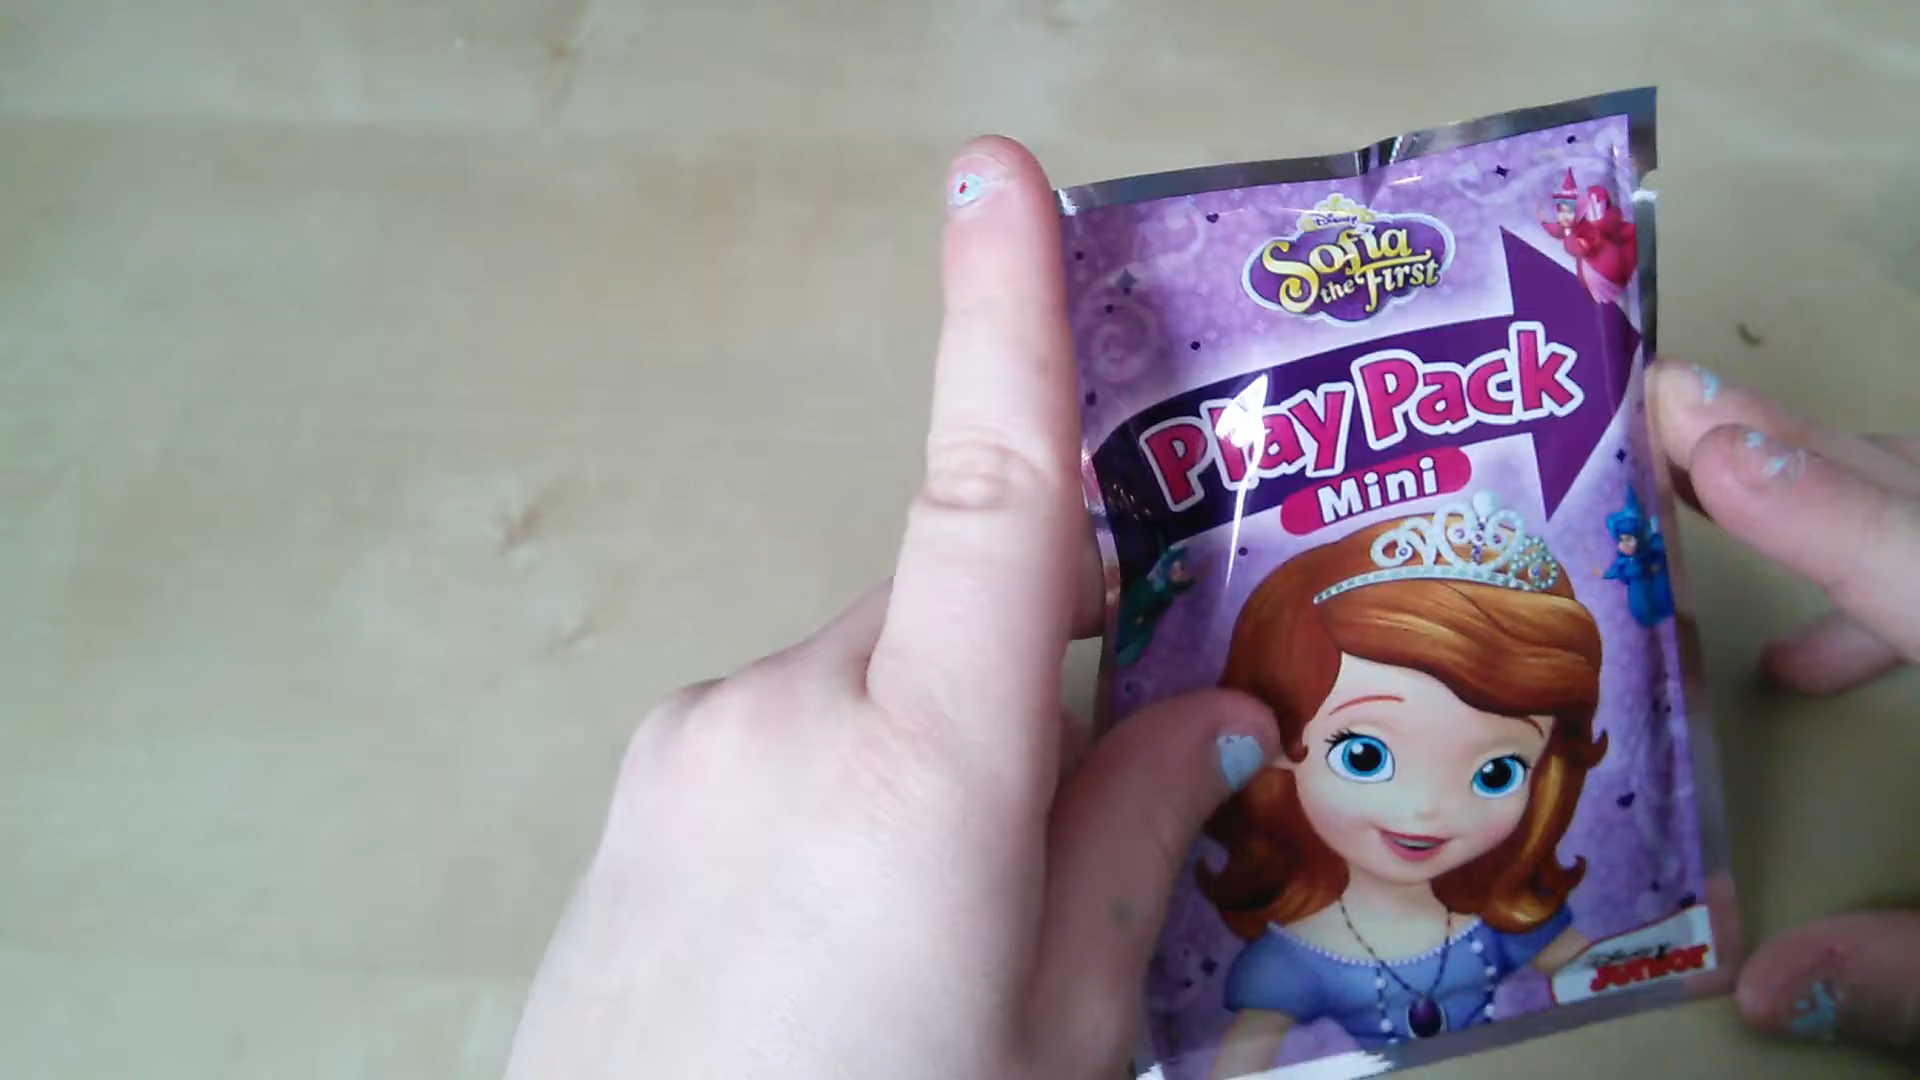 Disney
Sofia
the First
Play Pack
Mini
Disney
Junior